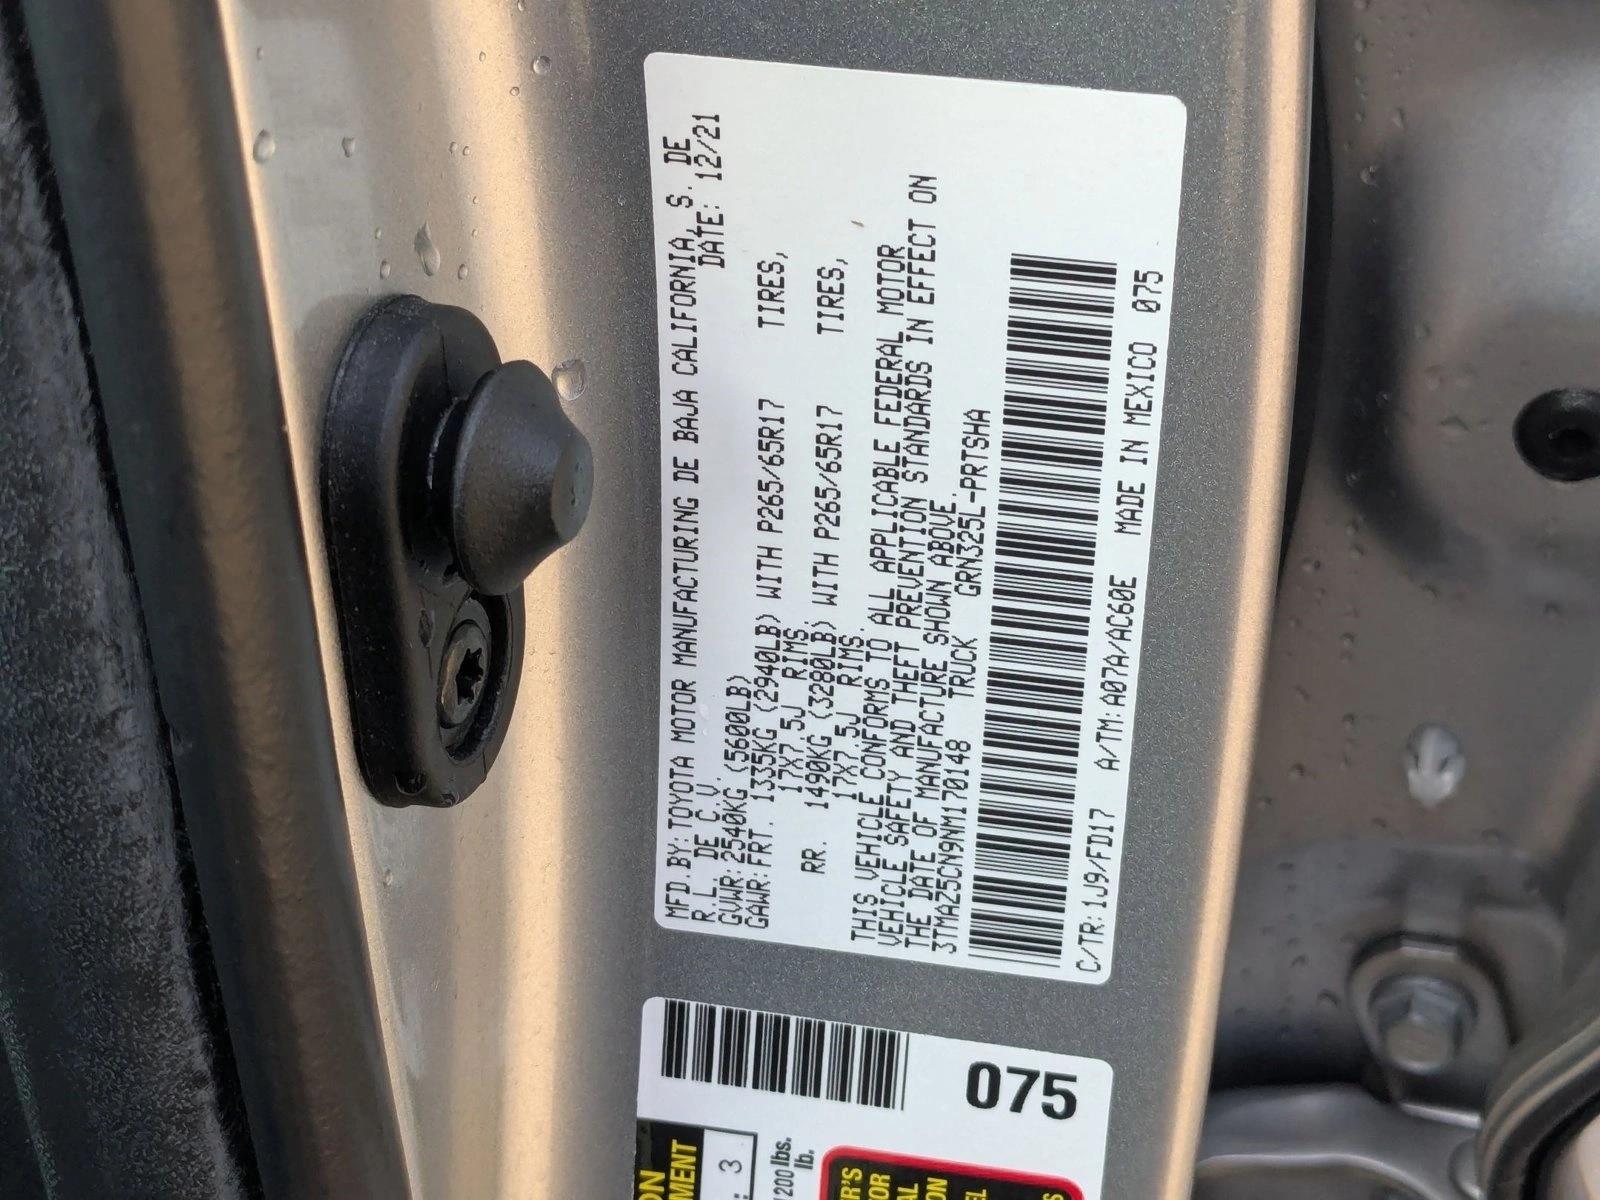 MFD.BY:TOYOTA MOTOR MANUFACTURING DE BAJA CALIFORNIA, S. DE
R.L. DE C.V. DATE: 12/21
GVWR:2540KG (5600LB)
GAWR:FRT. 1335KG (2940LB) WITH P265/65R17 TIRES,
17X7.5J RIMS,
RR. 1490KG (3280LB) WITH P265/65R17 TIRES,
17X7.5J RIMS
THIS VEHICLE CONFORMS TO ALL APPLICABLE FEDERAL MOTOR
VEHICLE SAFETY AND THEFT PREVENTION STANDARDS IN EFFECT ON
THE DATE OF MANUFACTURE SHOWN ABOVE.
3TMAZ5CN9NM170148 TRUCK GRN325L-PRTSHA
C/TR:1J9/FD17 A/TM:A07A/AC60E MADE IN MEXICO 075
075
: 3
lb.